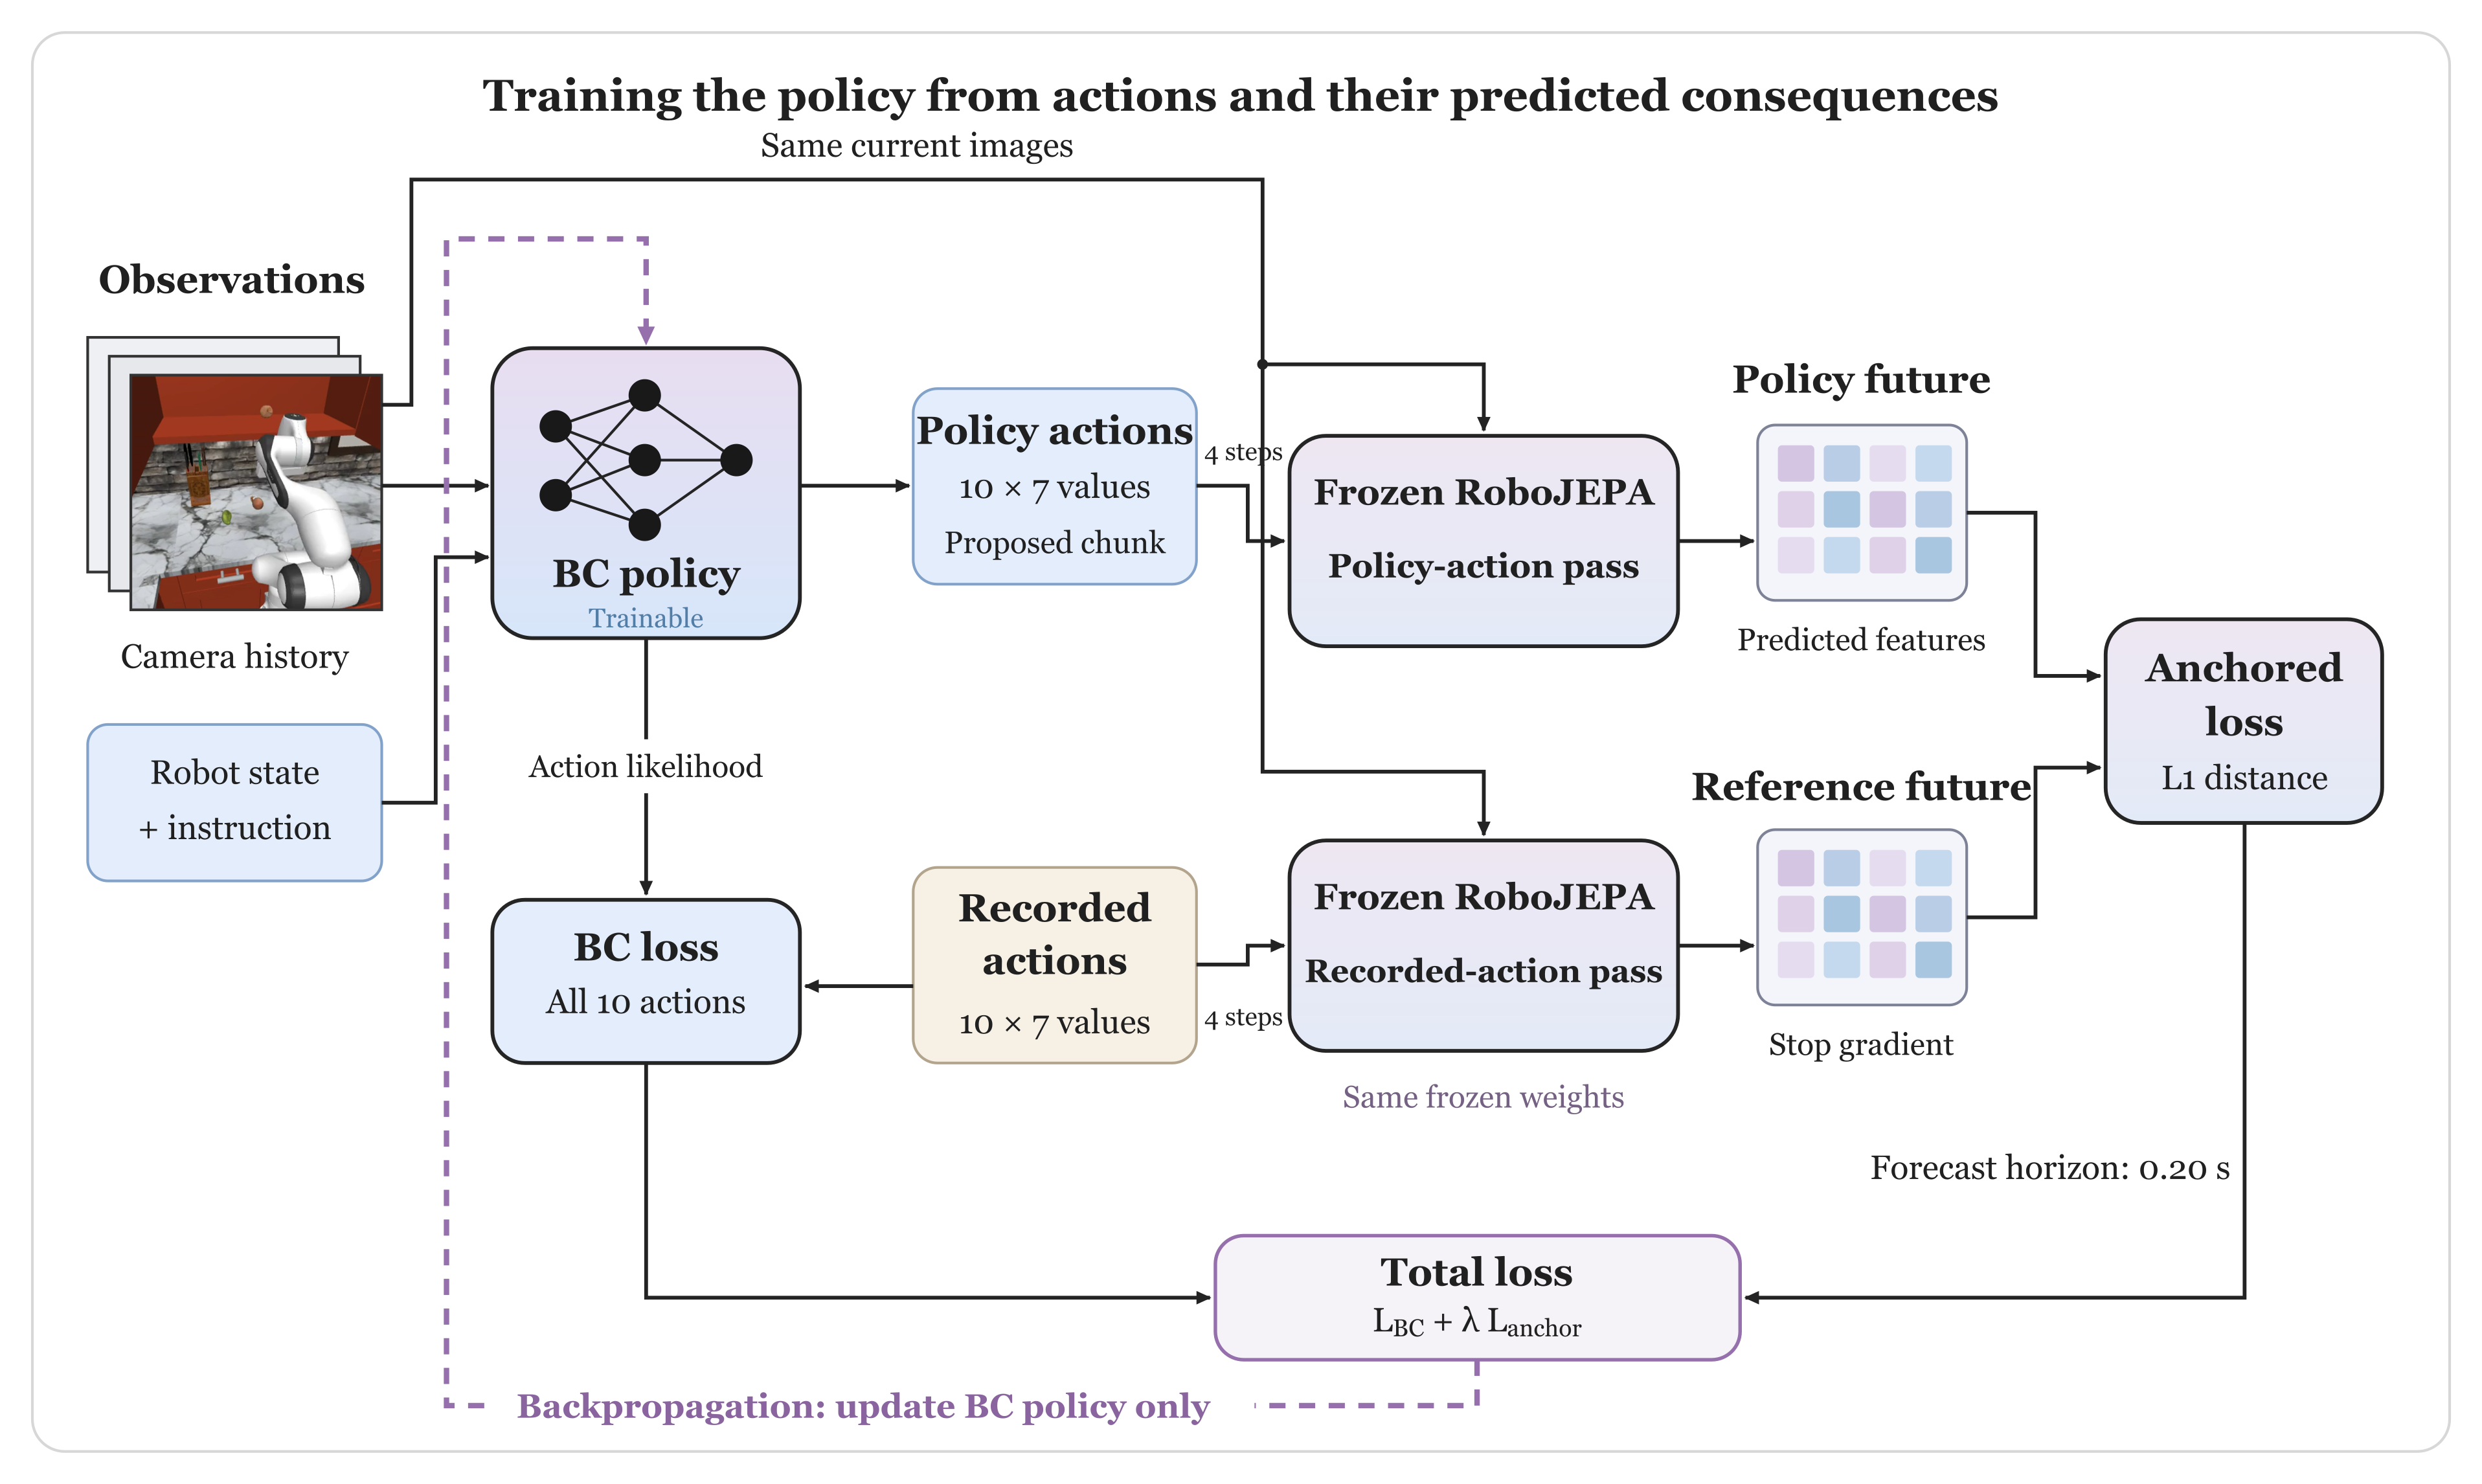 Training the policy from actions and their predicted consequences
Same current images
Observations
Camera history
Robot state
+ instruction
BC policy
Trainable
Action likelihood
BC loss
All 10 actions
Policy actions
10 × 7 values
Proposed chunk
4 steps
Recorded
actions
10 × 7 values
4 steps
Frozen RoboJEPA
Policy-action pass
Frozen RoboJEPA
Recorded-action pass
Same frozen weights
Policy future
Predicted features
Reference future
Stop gradient
Anchored
loss
L1 distance
Forecast horizon: 0.20 s
Total loss
L_BC + λ L_anchor
Backpropagation: update BC policy only